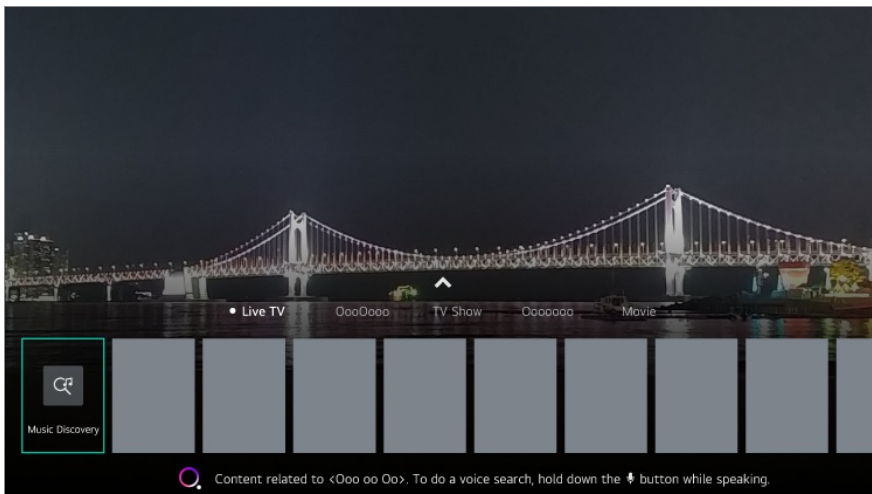 Live TV OooOooo TV Show Ooooooo Movie
Music Discovery
Content related to <Ooo oo Oo>. To do a voice search, hold down the button while speaking.